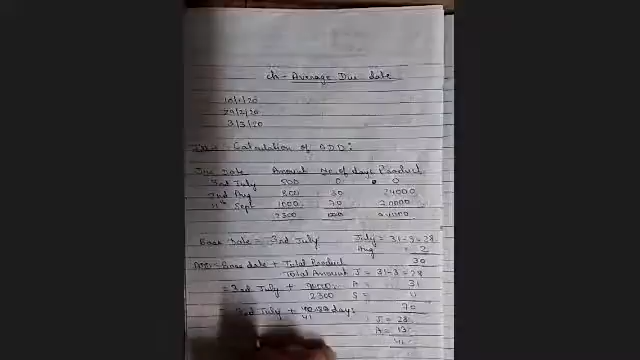 ch- Average Due date
10/1/20
29/2/20
3/3/20
Calculation of ADD:
Due Date Amount No. of days Product
3rd July 500 0 0
2nd Aug 800 30 24000
11th Sept 1000 70 70000
2300
Base Date = 3rd July July = 31-3 = 28
Aug 2
30
ADD = Base date + Total Product
Total Amount J = 31-3 = 28
= 3rd July + A = 31
2300 S =
70
3rd July + days
41 J = 28
A = 13
41